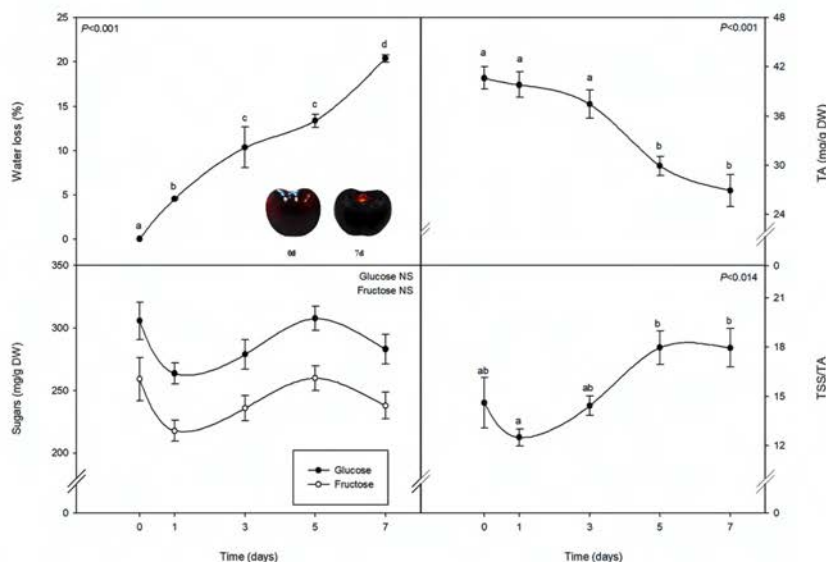 P<0.001
25
20
15
10
5
0
Water loss (%)
a
b
c
c
d
0d
7d
P<0.001
48
42
36
30
24
0
TA
(mg/g DW)
a
a
a
b
b
350
300
250
200
0
Sugars (mg/g DW)
Glucose NS
Fructose NS
Glucose
Fructose
0
1
3
5
7
Time (days)
P<0.014
21
18
15
12
0
TSS/TA
ab
a
ab
b
b
0
1
3
5
7
Time (days)